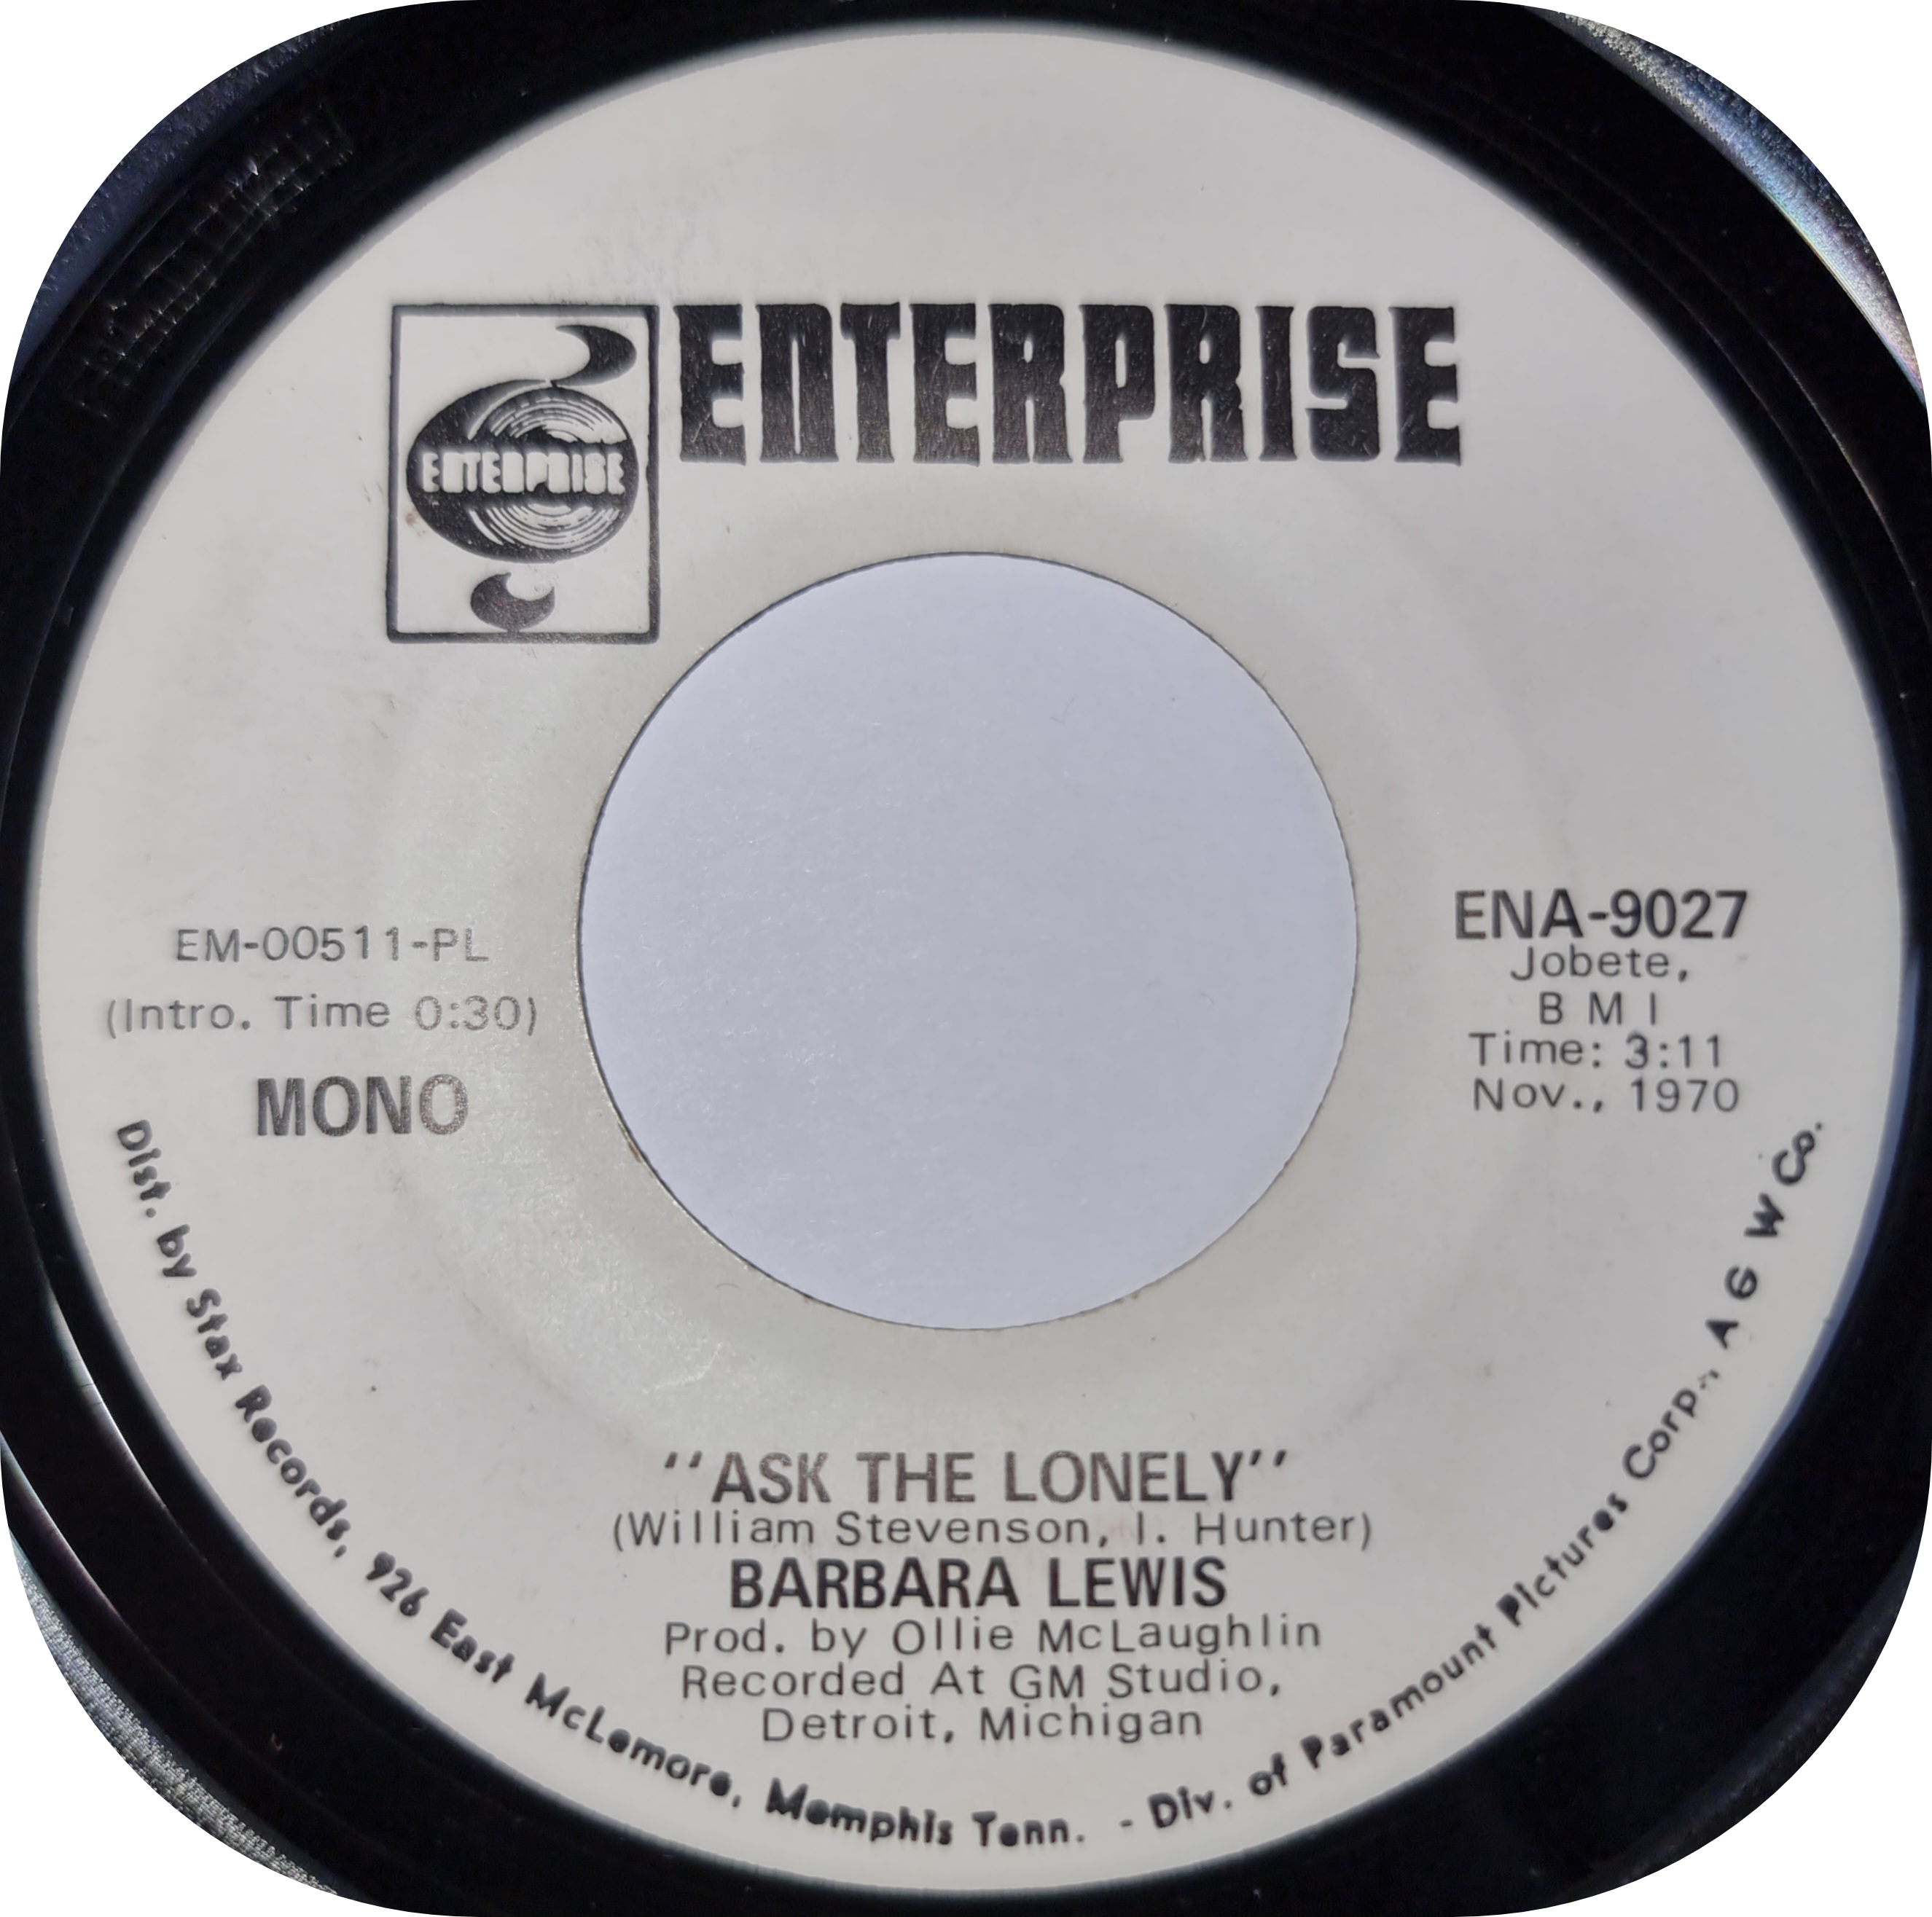 ENTERPRISE
ENTERPRISE
EM-00511-PL
(Intro. Time 0:30)
MONO
ENA-9027
Jobete,
B M I
Time: 3:11
Nov., 1970
"ASK THE LONELY"
(William Stevenson, I. Hunter)
BARBARA LEWIS
Prod. by Ollie McLaughlin
Recorded At GM Studio,
Detroit, Michigan
Dist. by Stax Records, 926 East McLemore, Memphis Tenn. - Div. of Paramount Pictures Corp., A G W Co.